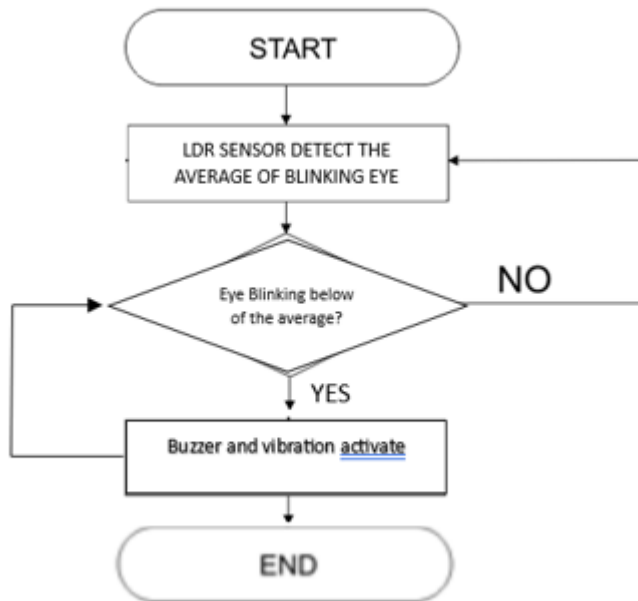 START
LDR SENSOR DETECT THE
AVERAGE OF BLINKING EYE
Eye Blinking below
of the average?
NO
YES
Buzzer and vibration activate
END